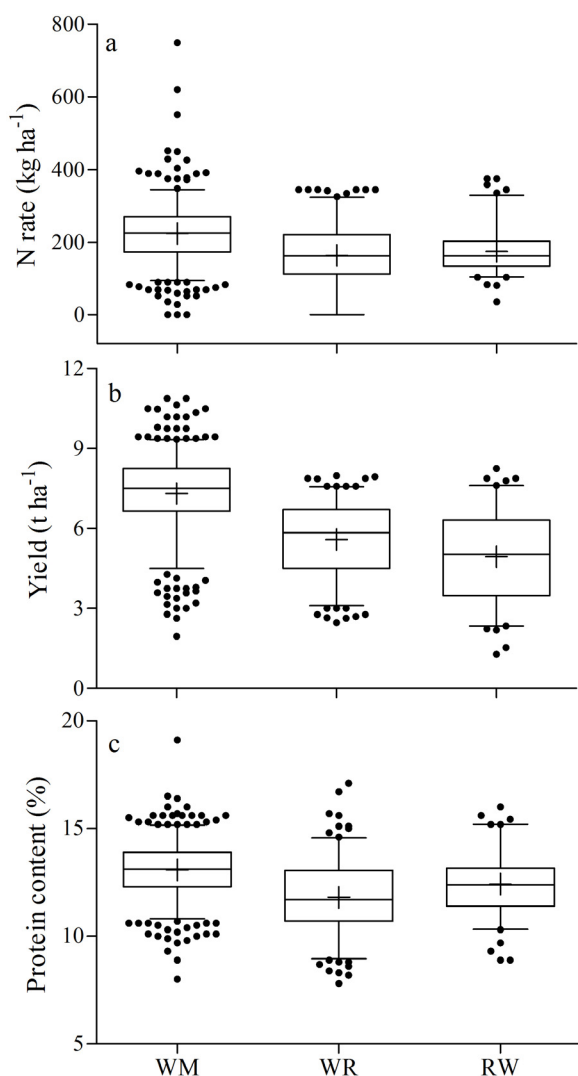 a
N rate (kg ha⁻¹)
800
600
400
200
0
b
Yield (t ha⁻¹)
12
9
6
3
0
c
Protein content (%)
20
15
10
5
WM WR RW